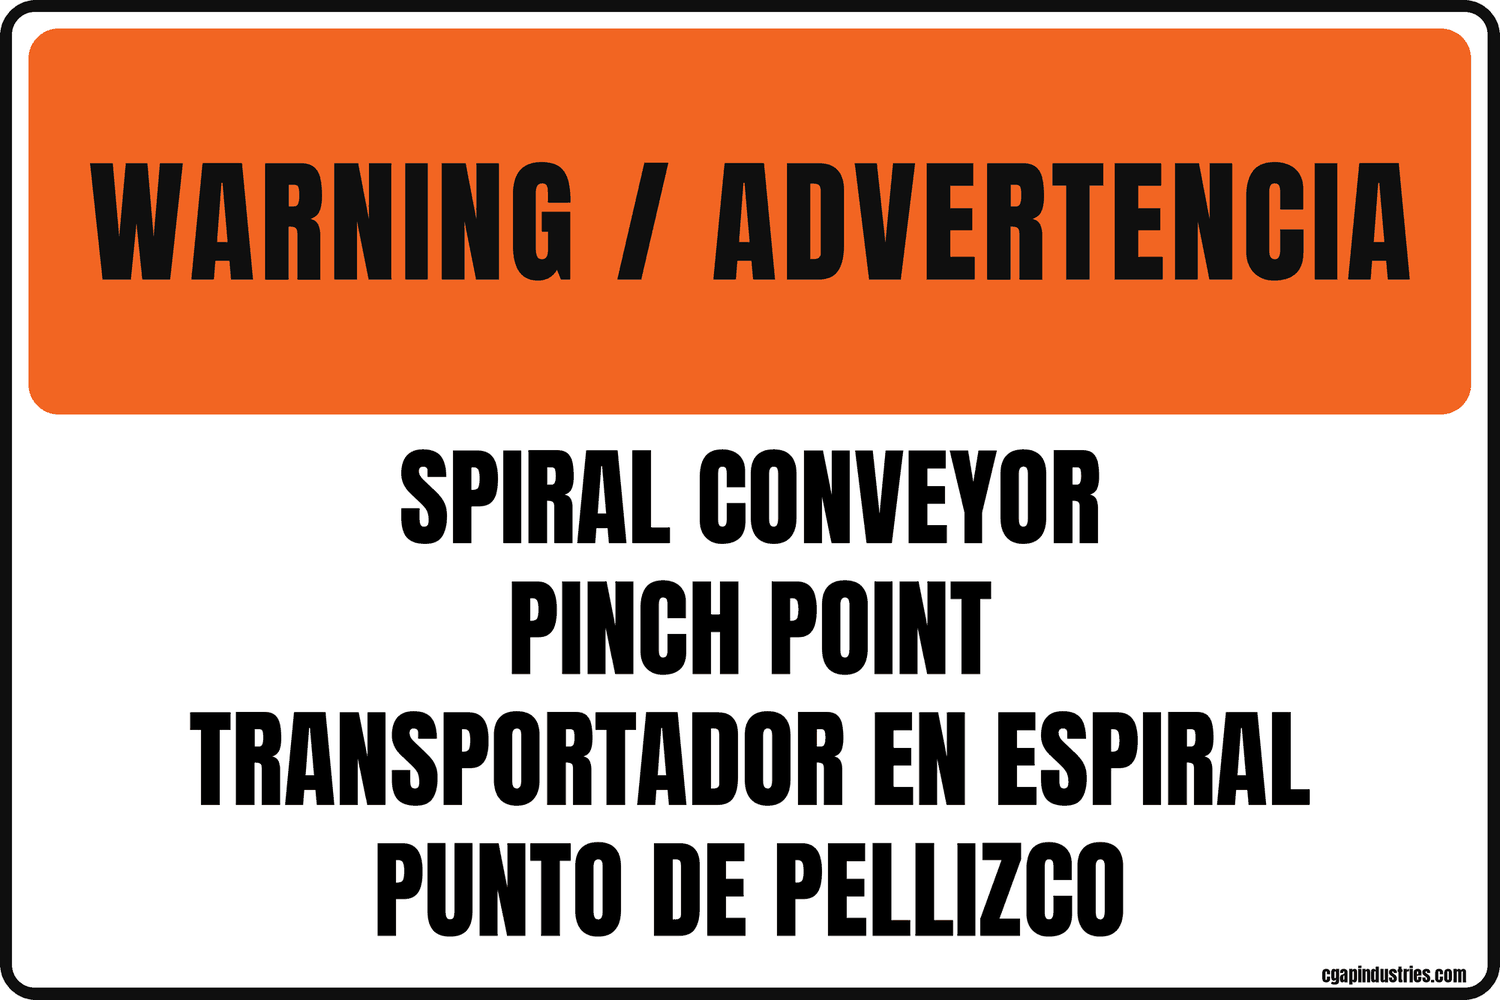 WARNING / ADVERTENCIA
SPIRAL CONVEYOR
PINCH POINT
TRANSPORTADOR EN ESPIRAL
PUNTO DE PELLIZCO
cgapindustries.com